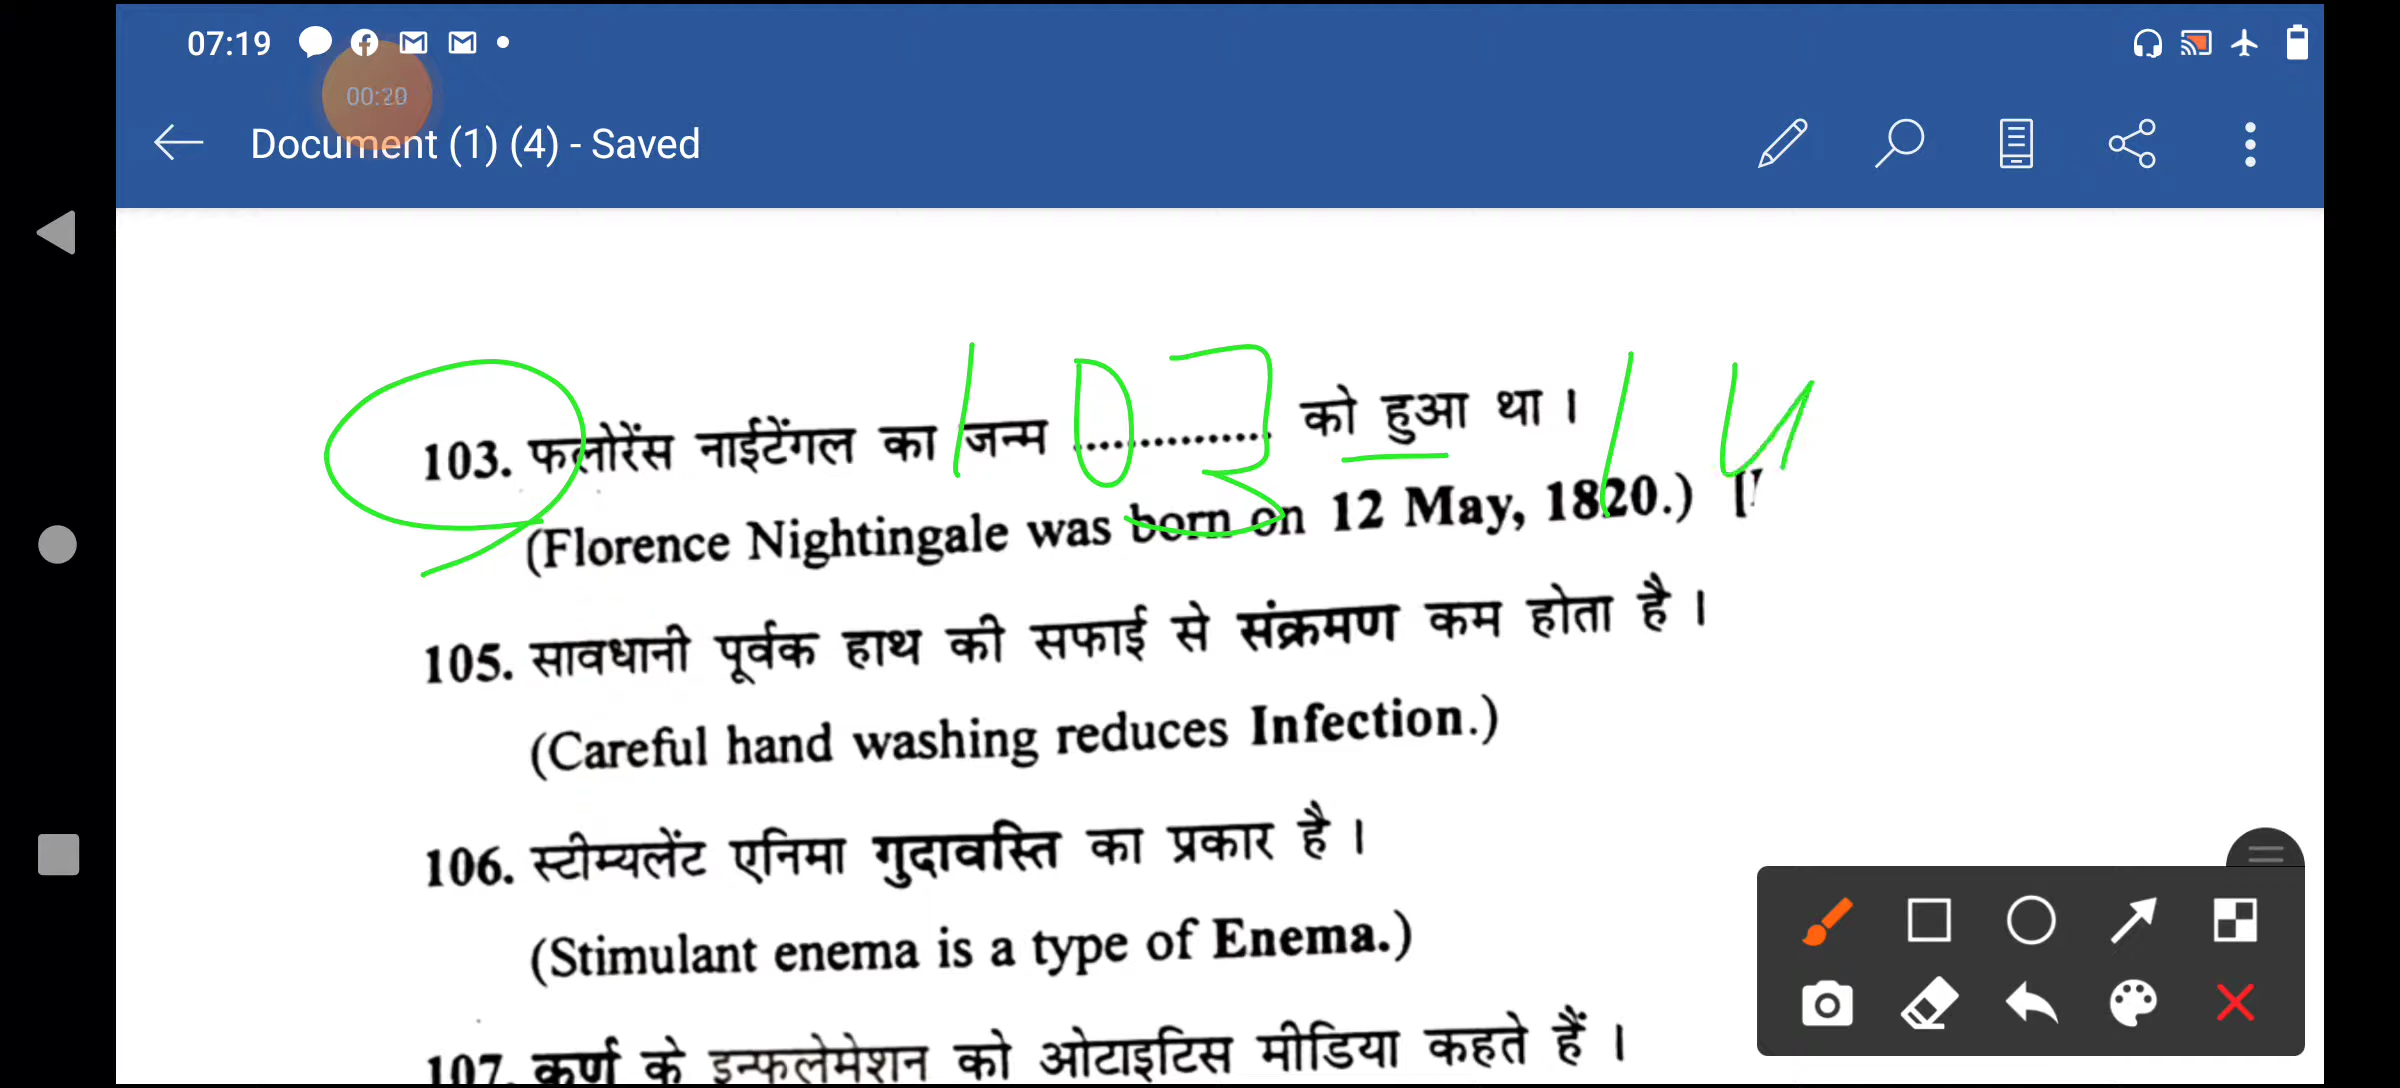 07:19
00:20
Document (1) (4) - Saved
103. फलोरेंस नाईटेंगल का जन्म .............. को हुआ था ।
(Florence Nightingale was born on 12 May, 1820.)
103 14
105. सावधानी पूर्वक हाथ की सफाई से संक्रमण कम होता है ।
(Careful hand washing reduces Infection.)
106. स्टीम्यलेंट एनिमा गुदावस्ति का प्रकार है ।
(Stimulant enema is a type of Enema.)
107. कर्ण के इन्फलेमेशन को ओटाइटिस मीडिया कहते हैं ।